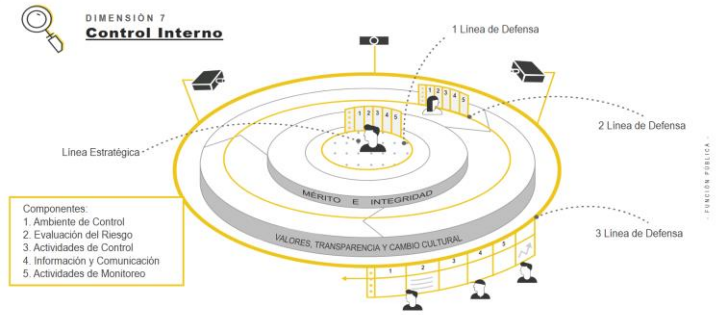 DIMENSIÓN 7
Control Interno
1 Línea de Defensa
1 2 3 4 5
1 2 3 4 5
2 Línea de Defensa
Línea Estratégica
MÉRITO E INTEGRIDAD
VALORES, TRANSPARENCIA Y CAMBIO CULTURAL
3 Línea de Defensa
1 2 3 4 5
Componentes:
1. Ambiente de Control
2. Evaluación del Riesgo
3. Actividades de Control
4. Información y Comunicación
5. Actividades de Monitoreo
- FUNCIÓN PÚBLICA -